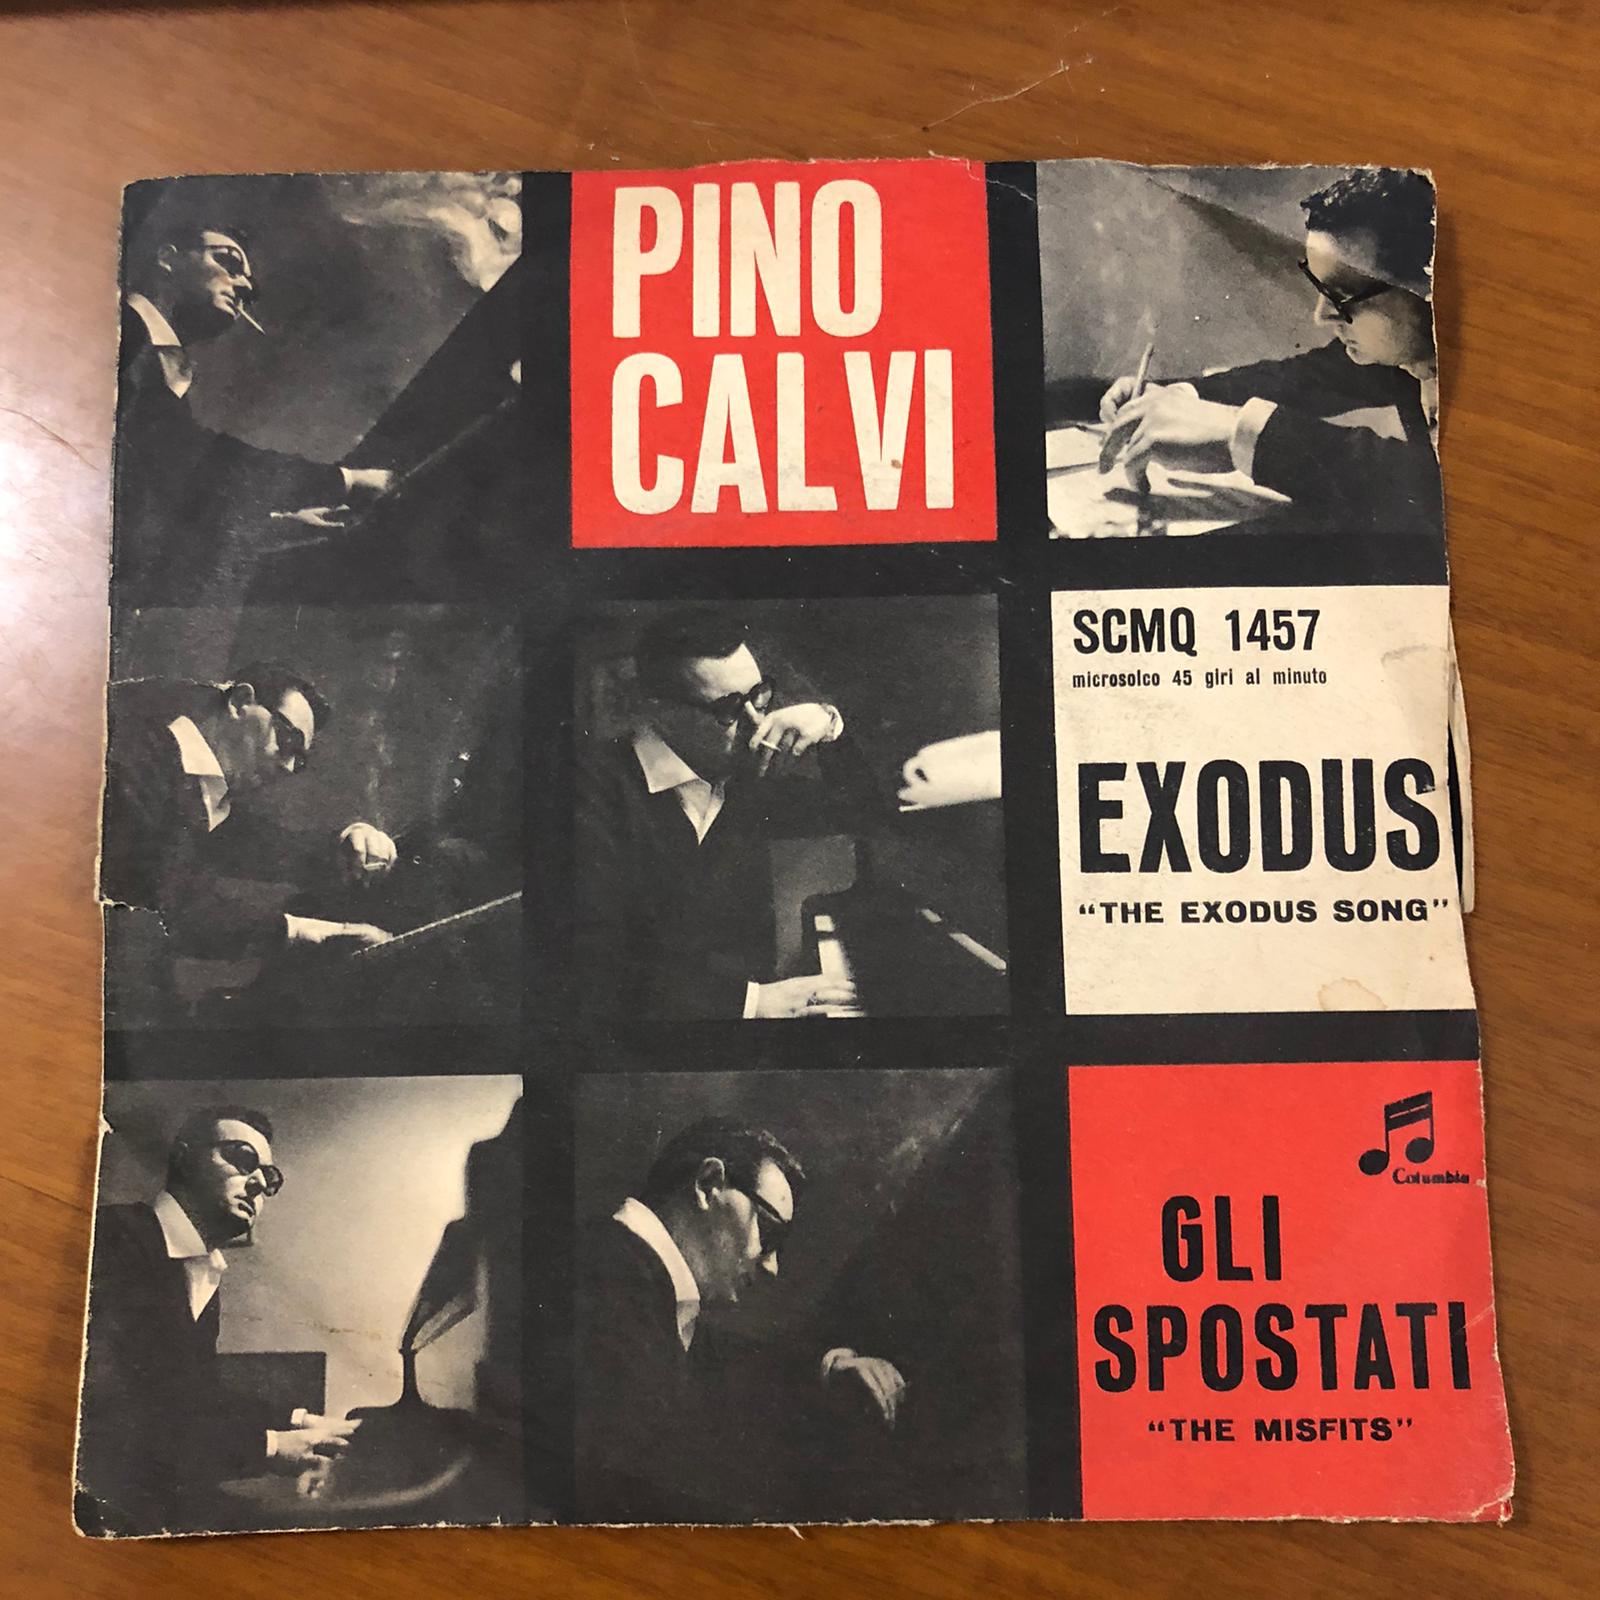 PINO
CALVI
SCMQ 1457
microsolco 45 giri al minuto
EXODUS
“THE EXODUS SONG”
Columbia
GLI
SPOSTATI
“THE MISFITS”